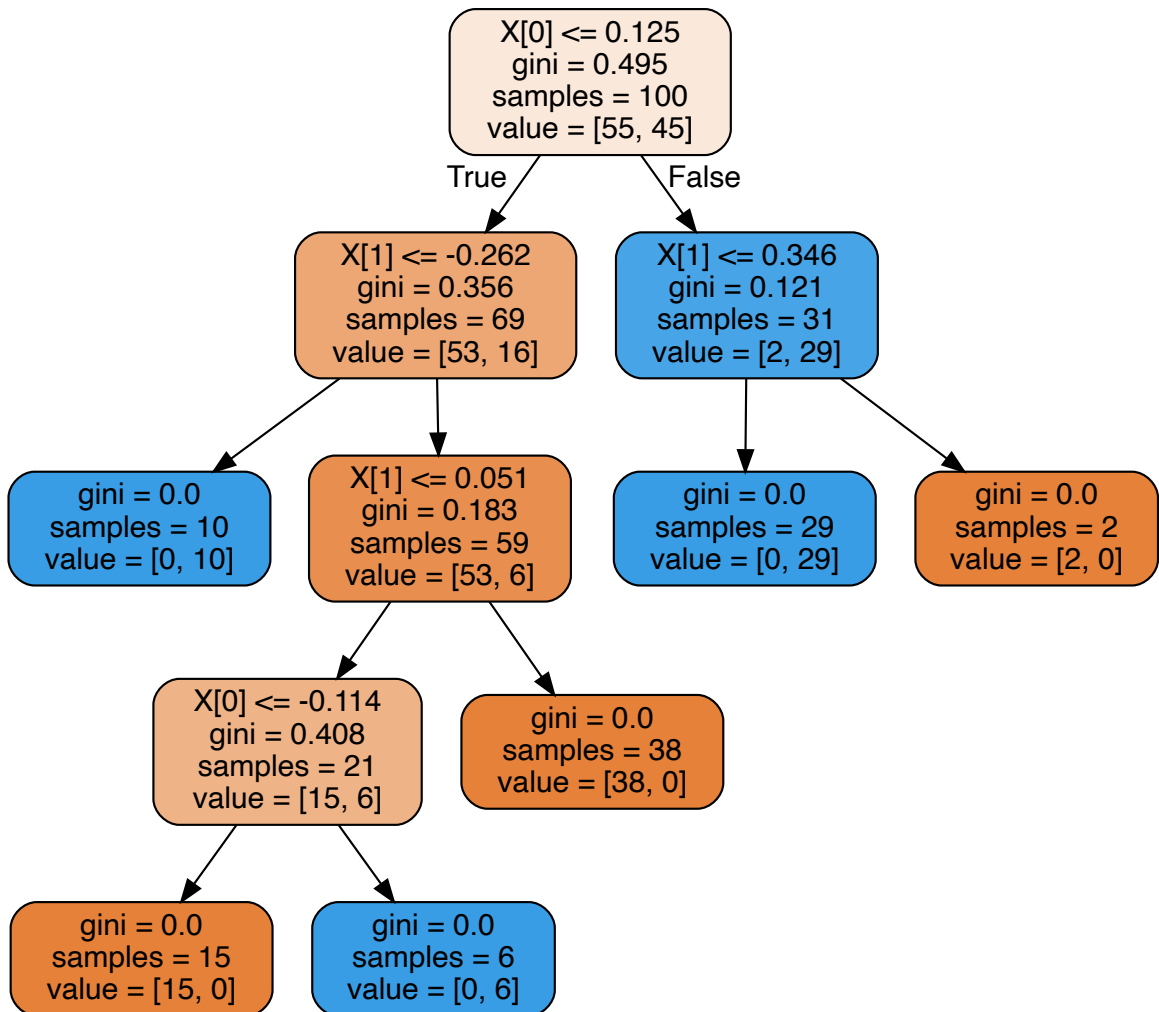 X[0] <= 0.125
gini = 0.495
samples = 100
value = [55, 45]
True
False
X[1] <= -0.262
gini = 0.356
samples = 69
value = [53, 16]
X[1] <= 0.346
gini = 0.121
samples = 31
value = [2, 29]
gini = 0.0
samples = 10
value = [0, 10]
X[1] <= 0.051
gini = 0.183
samples = 59
value = [53, 6]
gini = 0.0
samples = 29
value = [0, 29]
gini = 0.0
samples = 2
value = [2, 0]
X[0] <= -0.114
gini = 0.408
samples = 21
value = [15, 6]
gini = 0.0
samples = 38
value = [38, 0]
gini = 0.0
samples = 15
value = [15, 0]
gini = 0.0
samples = 6
value = [0, 6]